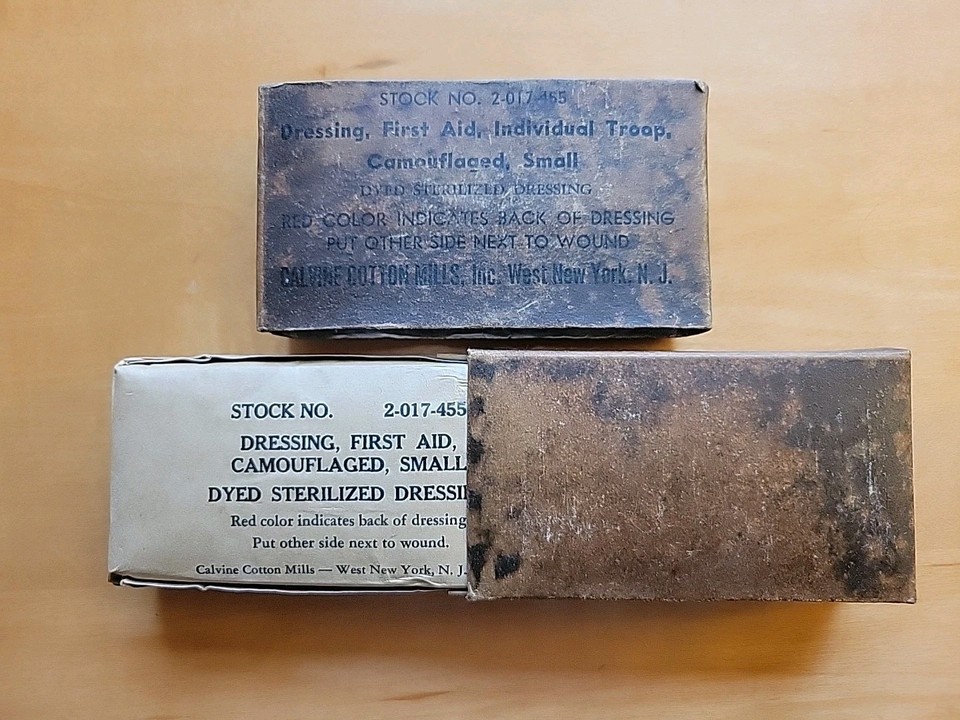 STOCK NO. 2-017-455
Dressing, First Aid, Individual Troop,
Camouflaged, Small
DYED STERILIZED DRESSING
RED COLOR INDICATES BACK OF DRESSING
PUT OTHER SIDE NEXT TO WOUND
CALVINE COTTON MILLS, Inc. West New York, N. J.
STOCK NO. 2-017-455
DRESSING, FIRST AID,
CAMOUFLAGED, SMALL
DYED STERILIZED DRESSI
Red color indicates back of dressing
Put other side next to wound.
Calvine Cotton Mills — West New York, N. J.